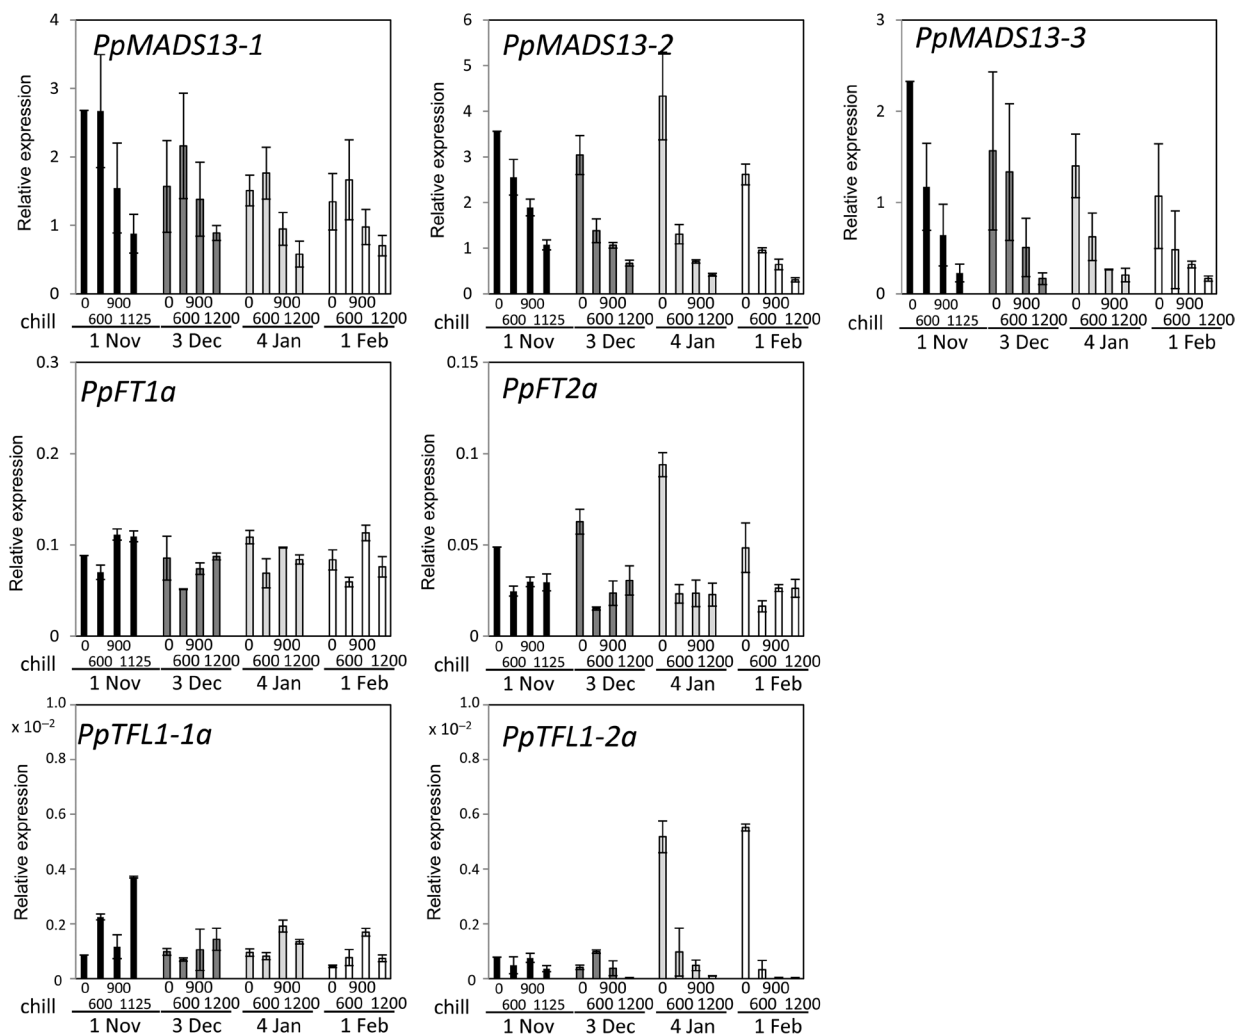 PpMADS13-1
Relative expression
4
3
2
1
0
0 900 0 900 0 900 0 900
chill 600 1125 600 1200 600 1200 600 1200
1 Nov 3 Dec 4 Jan 1 Feb
PpMADS13-2
Relative expression
6
5
4
3
2
1
0
0 900 0 900 0 900 0 900
600 1125 600 1200 600 1200 600 1200
1 Nov 3 Dec 4 Jan 1 Feb
PpMADS13-3
Relative expression
3
2
1
0
0 900 0 900 0 900 0 900
chill 600 1125 600 1200 600 1200 600 1200
1 Nov 3 Dec 4 Jan 1 Feb
PpFT1a
Relative expression
0.3
0.2
0.1
0
0 900 0 900 0 900 0 900
chill 600 1125 600 1200 600 1200 600 1200
1 Nov 3 Dec 4 Jan 1 Feb
PpFT2a
Relative expression
0.15
0.1
0.05
0
0 900 0 900 0 900 0 900
chill 600 1125 600 1200 600 1200 600 1200
1 Nov 3 Dec 4 Jan 1 Feb
PpTFL1-1a
Relative expression
x 10⁻²
1.0
0.8
0.6
0.4
0.2
0
0 900 0 900 0 900 0 900
chill 600 1125 600 1200 600 1200 600 1200
1 Nov 3 Dec 4 Jan 1 Feb
PpTFL1-2a
Relative expression
x 10⁻²
1.0
0.8
0.6
0.4
0.2
0
0 900 0 900 0 900 0 900
chill 600 1125 600 1200 600 1200 600 1200
1 Nov 3 Dec 4 Jan 1 Feb